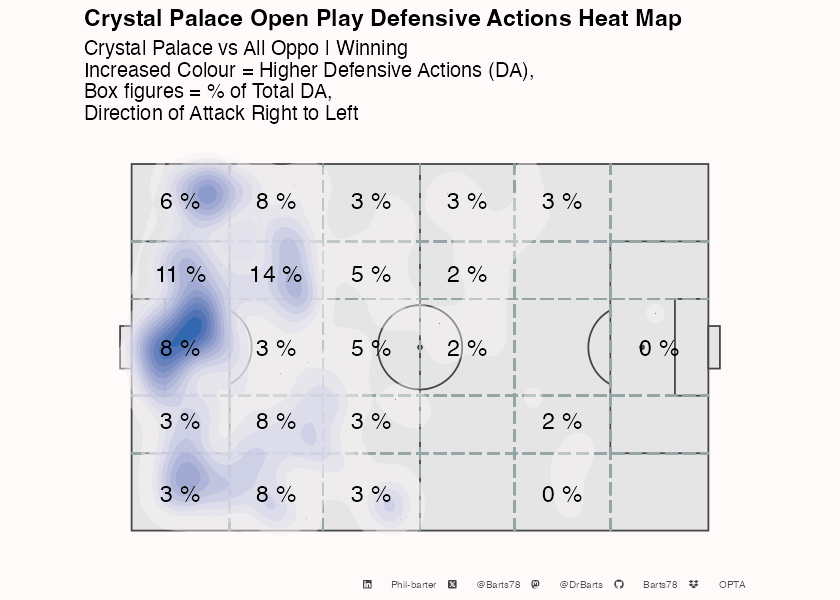 Crystal Palace Open Play Defensive Actions Heat Map
Crystal Palace vs All Oppo | Winning
Increased Colour = Higher Defensive Actions (DA),
Box figures = % of Total DA,
Direction of Attack Right to Left
6 % 8 % 3 % 3 % 3 %
11 % 14 % 5 % 2 %
8 % 3 % 5 % 2 % 0 %
3 % 8 % 3 % 2 %
3 % 8 % 3 % 0 %
Phil-barter @Barts78 @DrBarts Barts78 OPTA